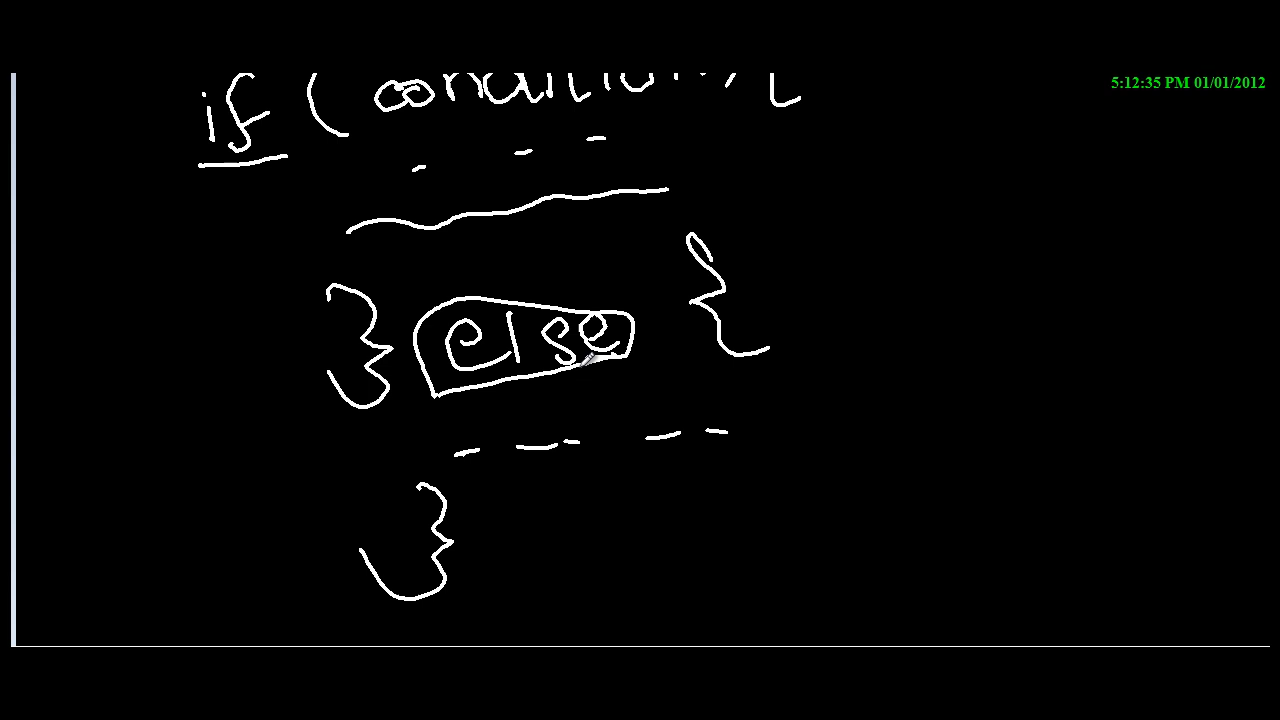 5:12:35 PM 01/01/2012
if (condition) {
- - -
} else {
- - - - -
}